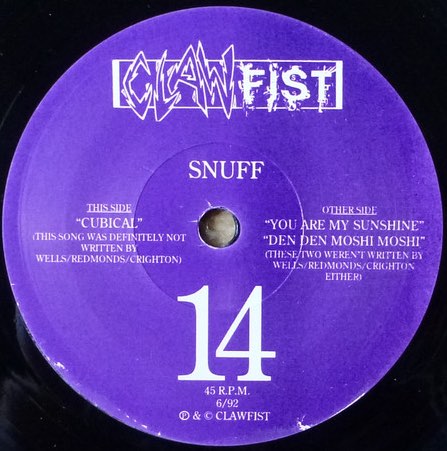 CLAWFIST
SNUFF
THIS SIDE
"CUBICAL"
(THIS SONG WAS DEFINITELY NOT
WRITTEN BY
WELLS/REDMONDS/CRIGHTON)
OTHER SIDE
"YOU ARE MY SUNSHINE"
"DEN DEN MOSHI MOSHI"
(THESE TWO WEREN'T WRITTEN BY
WELLS/REDMONDS/CRIGHTON
EITHER)
14
45 R.P.M.
6/92
℗ & © CLAWFIST